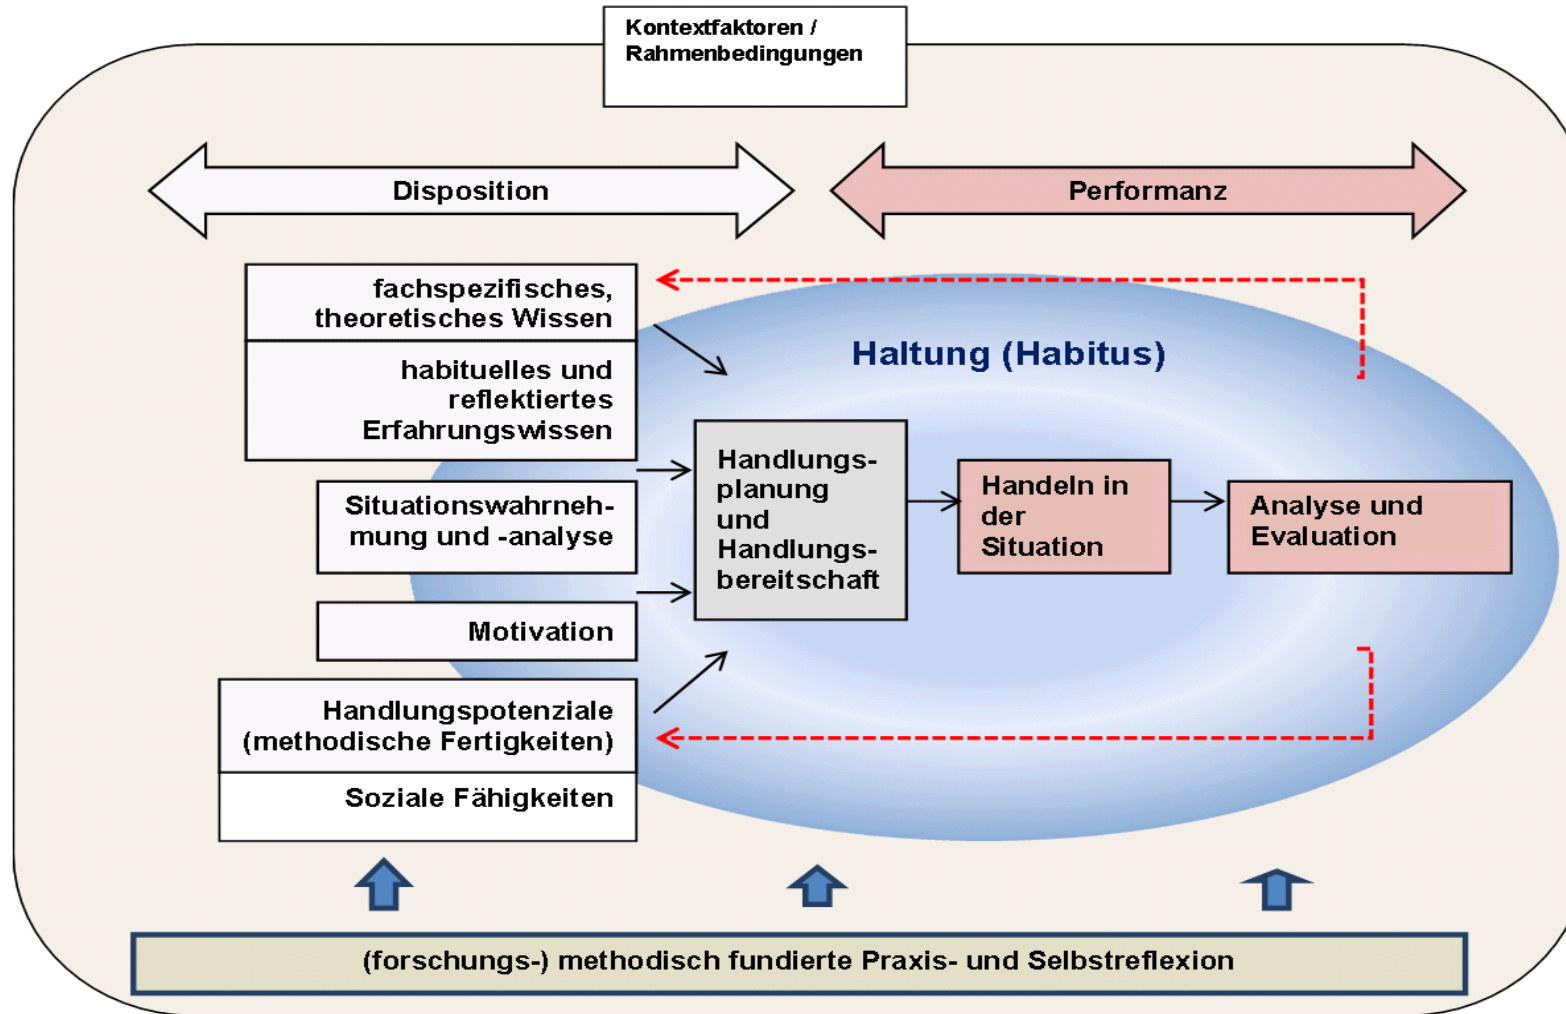 Kontextfaktoren /
Rahmenbedingungen
Disposition
Performanz
fachspezifisches,
theoretisches Wissen
habituelles und
reflektiertes
Erfahrungswissen
Situationswahrneh-
mung und -analyse
Motivation
Handlungspotenziale
(methodische Fertigkeiten)
Soziale Fähigkeiten
Haltung (Habitus)
Handlungs-
planung
und
Handlungs-
bereitschaft
Handeln in
der
Situation
Analyse und
Evaluation
(forschungs-) methodisch fundierte Praxis- und Selbstreflexion